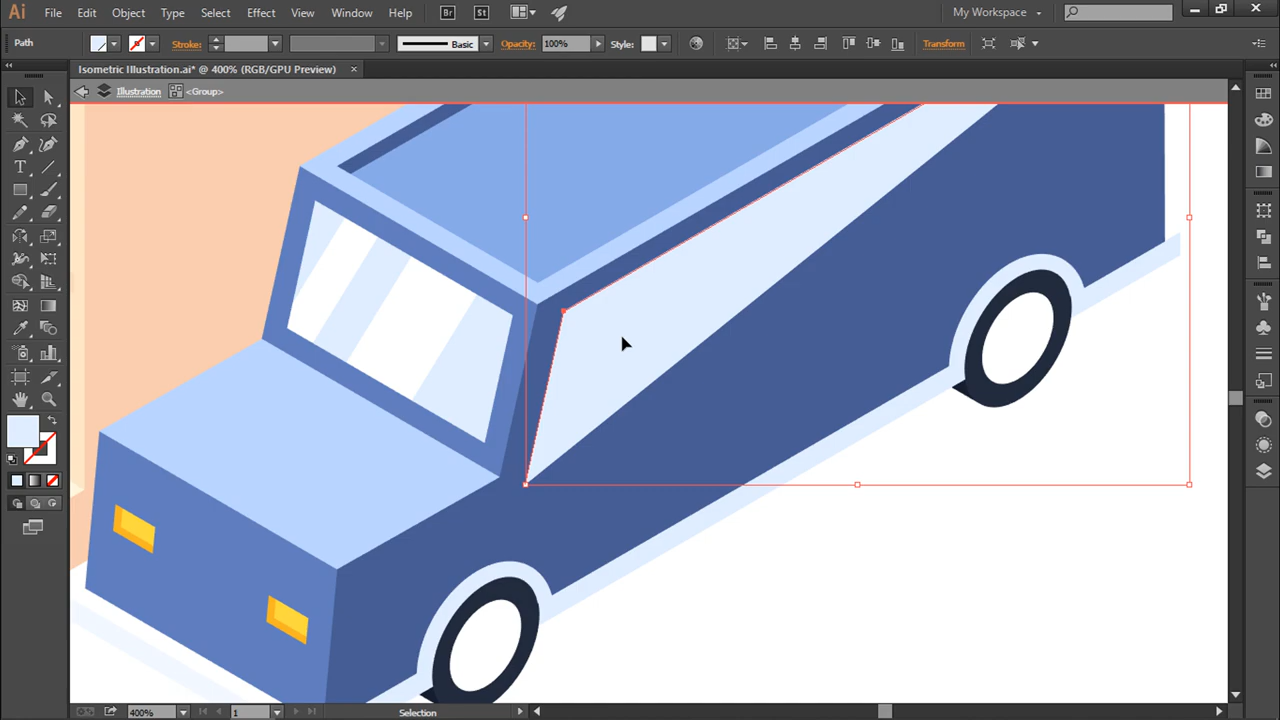 Ai File Edit Object Type Select Effect View Window Help Br St My Workspace
Path Stroke: Basic Opacity: 100% Style: Transform
Isometric Illustration.ai* @ 400% (RGB/GPU Preview) ×
Illustration <Group>
T
400% 1 Selection